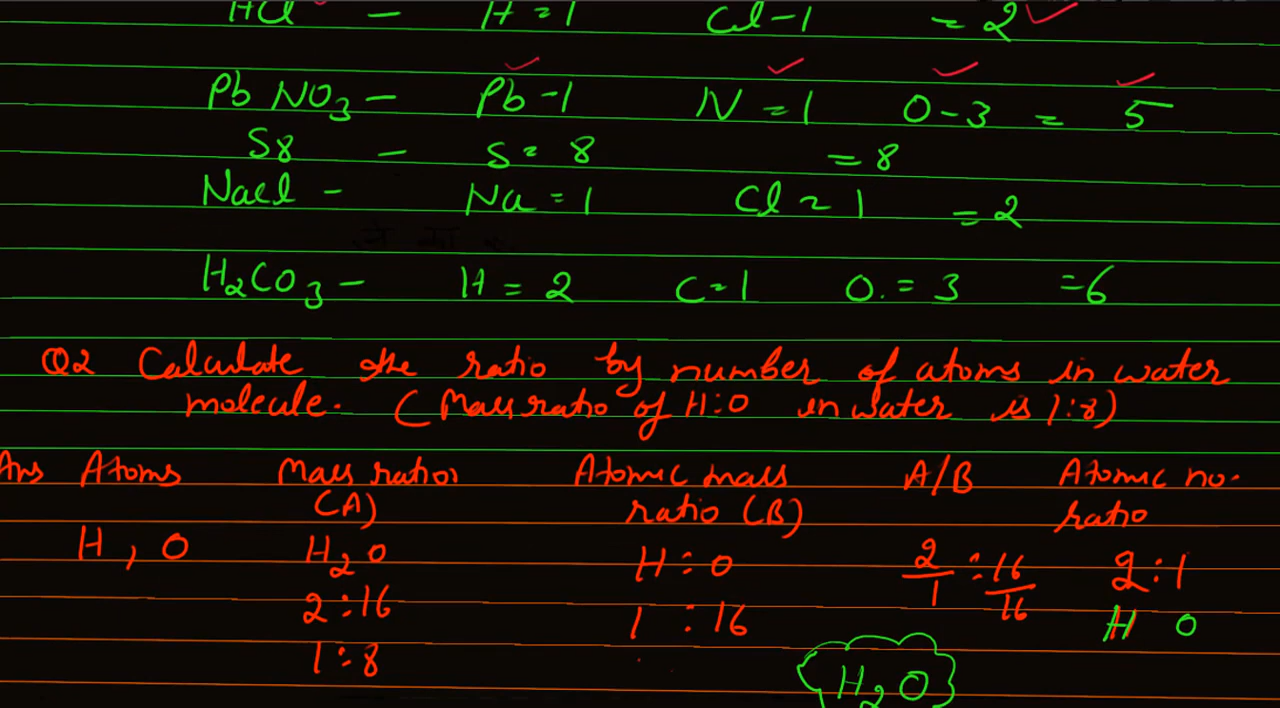 HCl - H = 1 Cl - 1 = 2
PbNO3 - Pb - 1 N = 1 O - 3 = 5
S8 - S = 8 = 8
NaCl - Na = 1 Cl = 1 = 2
H2CO3 - H = 2 C = 1 O. = 3 = 6
Q2 Calculate the ratio by number of atoms in water
molecule. (Mass ratio of H:O in water is 1:8)
Ans Atoms Mass ratio Atomic mass A/B Atomic no.
(A) ratio (B) ratio
H, O H2O H : O 2/1 : 16/16 2 : 1
2 : 16 1 : 16 H O
1 : 8
H2O